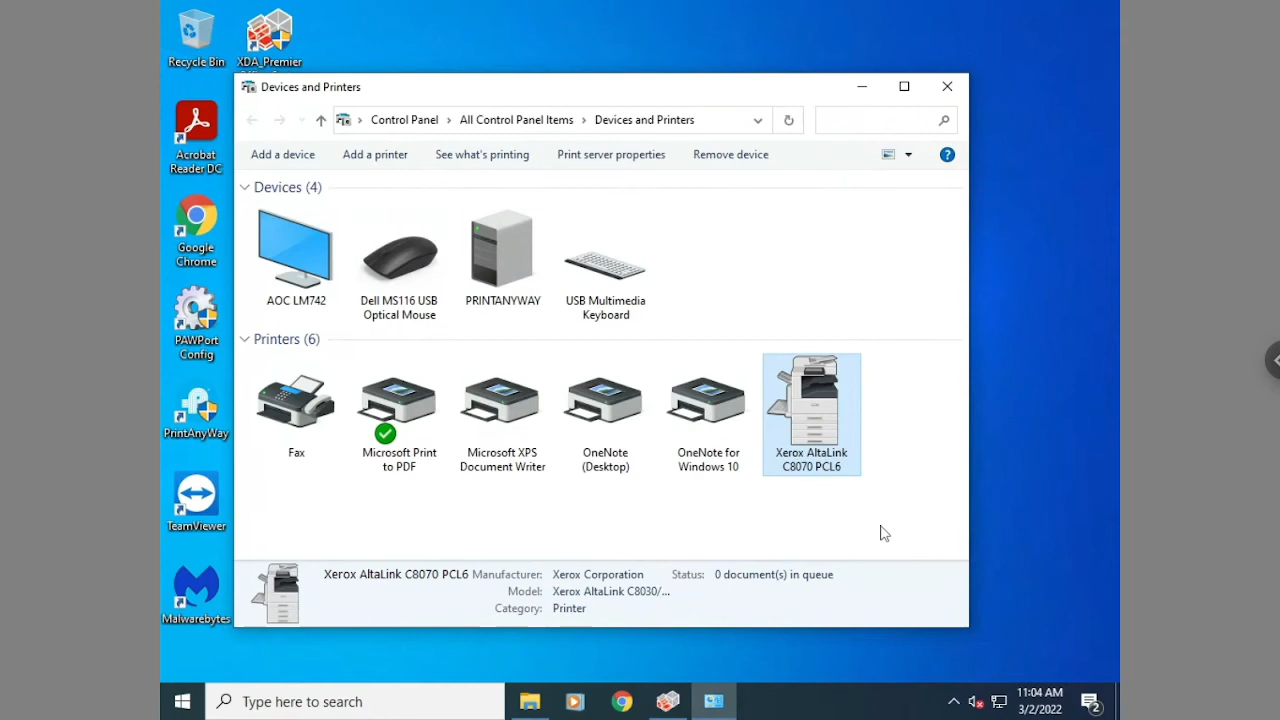 Recycle Bin
XDA_Premier
Devices and Printers
Control Panel > All Control Panel Items > Devices and Printers
Add a device
Add a printer
See what's printing
Print server properties
Remove device
Acrobat
Reader DC
Google
Chrome
PAWPort
Config
PrintAnyWay
TeamViewer
Malwarebytes
Devices (4)
AOC LM742
Dell MS116 USB
Optical Mouse
PRINTANYWAY
USB Multimedia
Keyboard
Printers (6)
Fax
Microsoft Print
to PDF
Microsoft XPS
Document Writer
OneNote
(Desktop)
OneNote for
Windows 10
Xerox AltaLink
C8070 PCL6
Xerox AltaLink C8070 PCL6 Manufacturer: Xerox Corporation Status: 0 document(s) in queue
Model: Xerox AltaLink C8030/...
Category: Printer
Type here to search
11:04 AM
3/2/2022
2